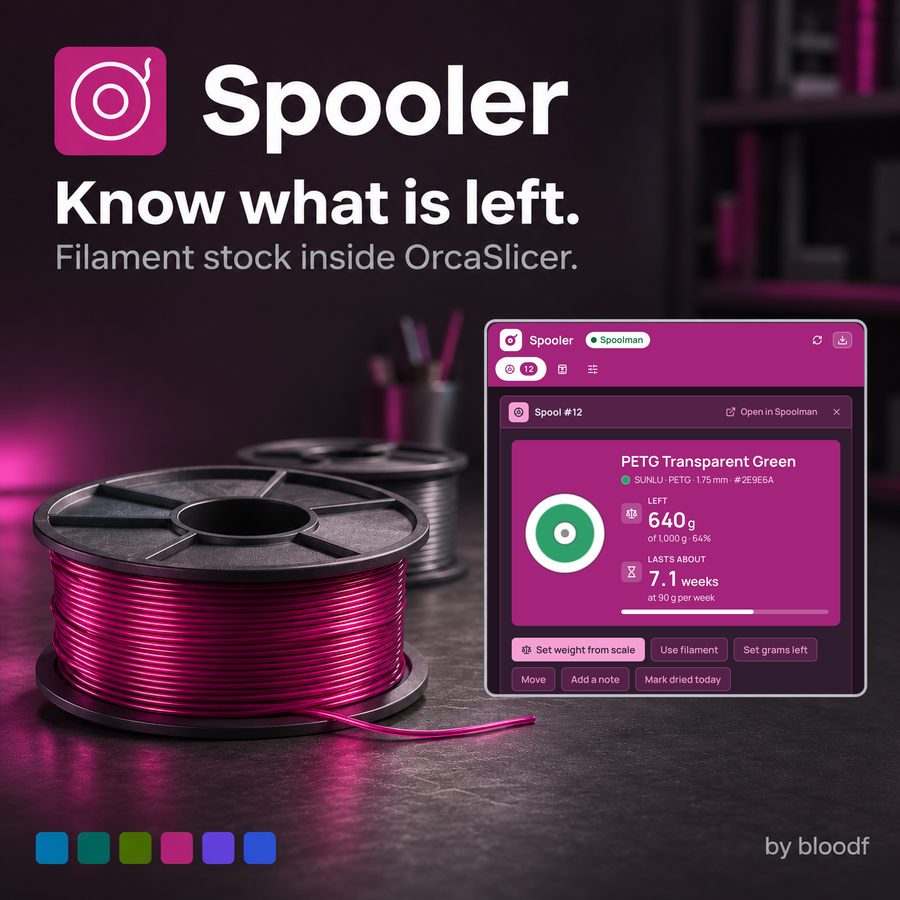 Spooler
Know what is left.
Filament stock inside OrcaSlicer.
Spooler
Spoolman
12
Spool #12
Open in Spoolman
PETG Transparent Green
SUNLU · PETG · 1.75 mm · #2E9E6A
LEFT
640 g
of 1,000 g · 64%
LASTS ABOUT
7.1 weeks
at 90 g per week
Set weight from scale
Use filament
Set grams left
Move
Add a note
Mark dried today
by bloodf